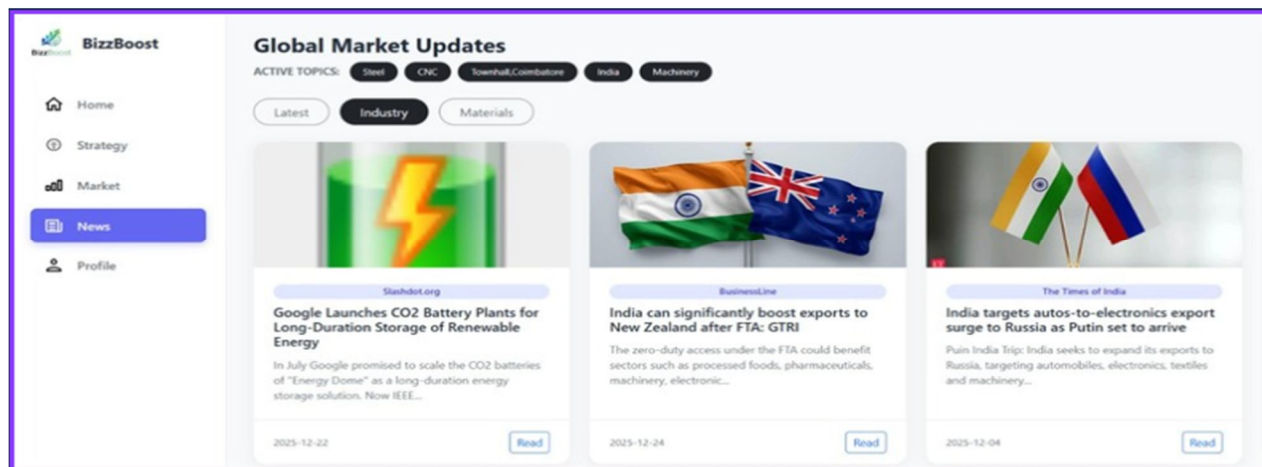 BizzBoost
BizzBoost
Home
Strategy
Market
News
Profile
Global Market Updates
ACTIVE TOPICS: Steel CNC Townhall,Coimbatore India Machinery
Latest Industry Materials
Slashdot.org
Google Launches CO2 Battery Plants for
Long-Duration Storage of Renewable
Energy
In July Google promised to scale the CO2 batteries
of "Energy Dome" as a long-duration energy
storage solution. Now IEEE...
2025-12-22 Read
BusinessLine
India can significantly boost exports to
New Zealand after FTA: GTRI
The zero-duty access under the FTA could benefit
sectors such as processed foods, pharmaceuticals,
machinery, electronic...
2025-12-24 Read
The Times of India
India targets autos-to-electronics export
surge to Russia as Putin set to arrive
Puin India Trip: India seeks to expand its exports to
Russia, targeting automobiles, electronics, textiles
and machinery...
2025-12-04 Read